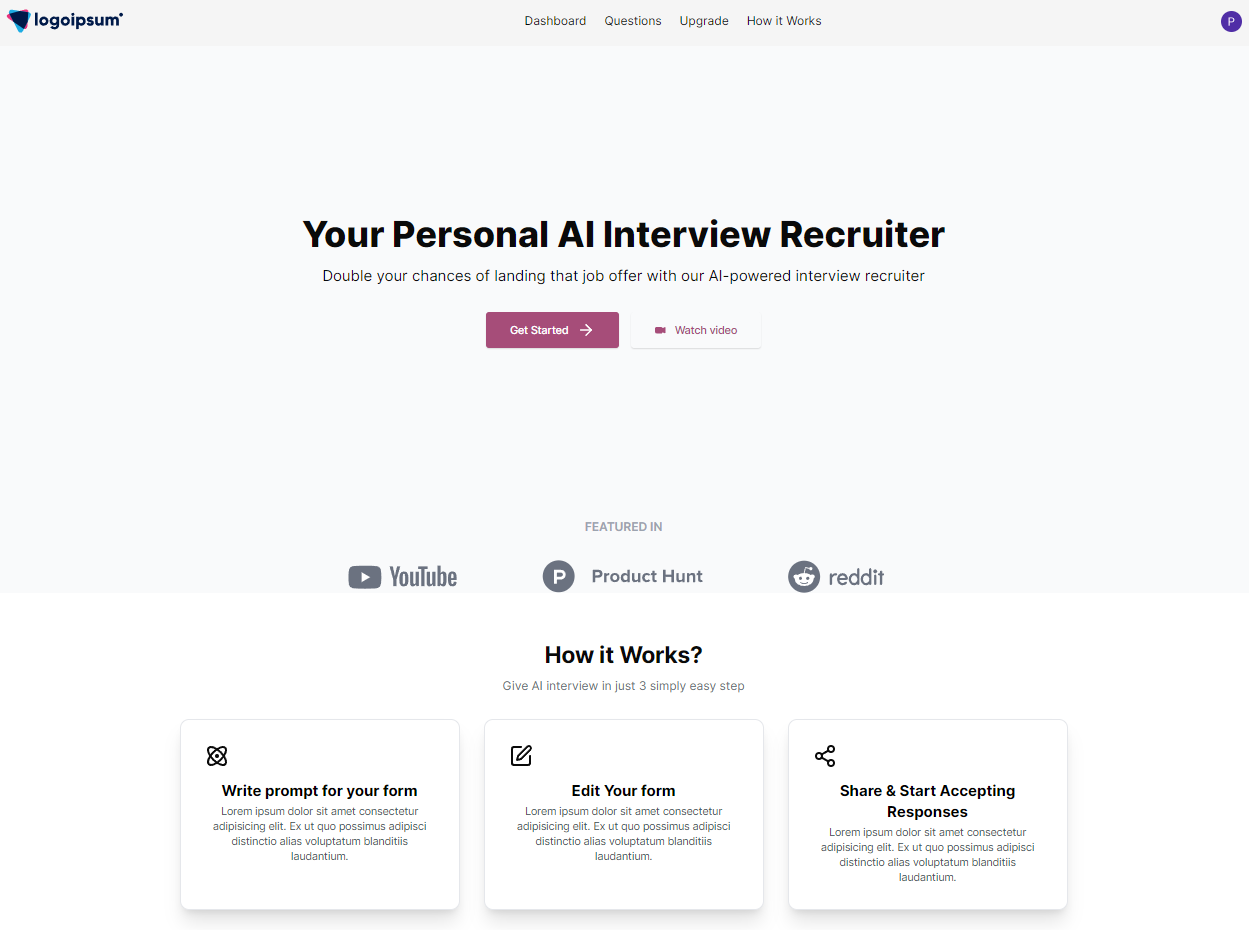 logoipsum
Dashboard Questions Upgrade How it Works
P
Your Personal AI Interview Recruiter
Double your chances of landing that job offer with our AI-powered interview recruiter
Get Started
Watch video
FEATURED IN
YouTube
P Product Hunt
reddit
How it Works?
Give AI interview in just 3 simply easy step
Write prompt for your form
Lorem ipsum dolor sit amet consectetur
adipisicing elit. Ex ut quo possimus adipisci
distinctio alias voluptatum blanditiis
laudantium.
Edit Your form
Lorem ipsum dolor sit amet consectetur
adipisicing elit. Ex ut quo possimus adipisci
distinctio alias voluptatum blanditiis
laudantium.
Share & Start Accepting
Responses
Lorem ipsum dolor sit amet consectetur
adipisicing elit. Ex ut quo possimus adipisci
distinctio alias voluptatum blanditiis
laudantium.